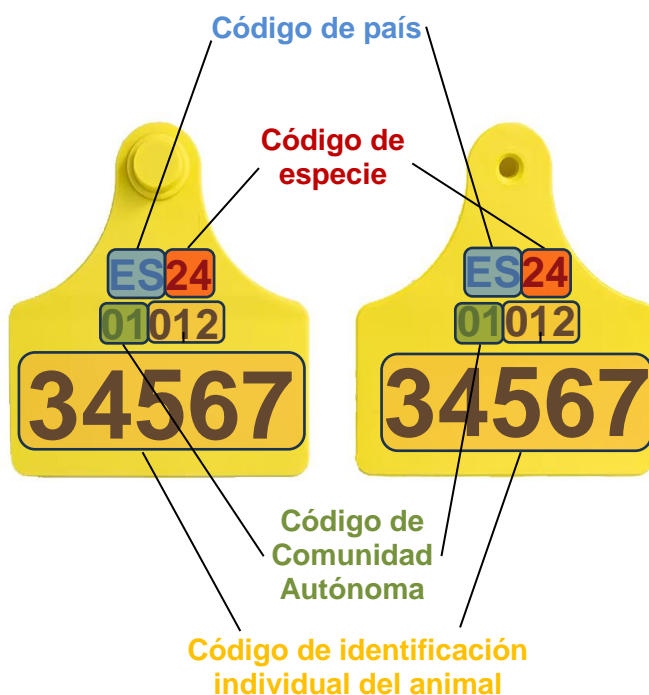 Código de país
Código de
especie
ES24
01012
34567
ES24
01012
34567
Código de
Comunidad
Autónoma
Código de identificación
individual del animal